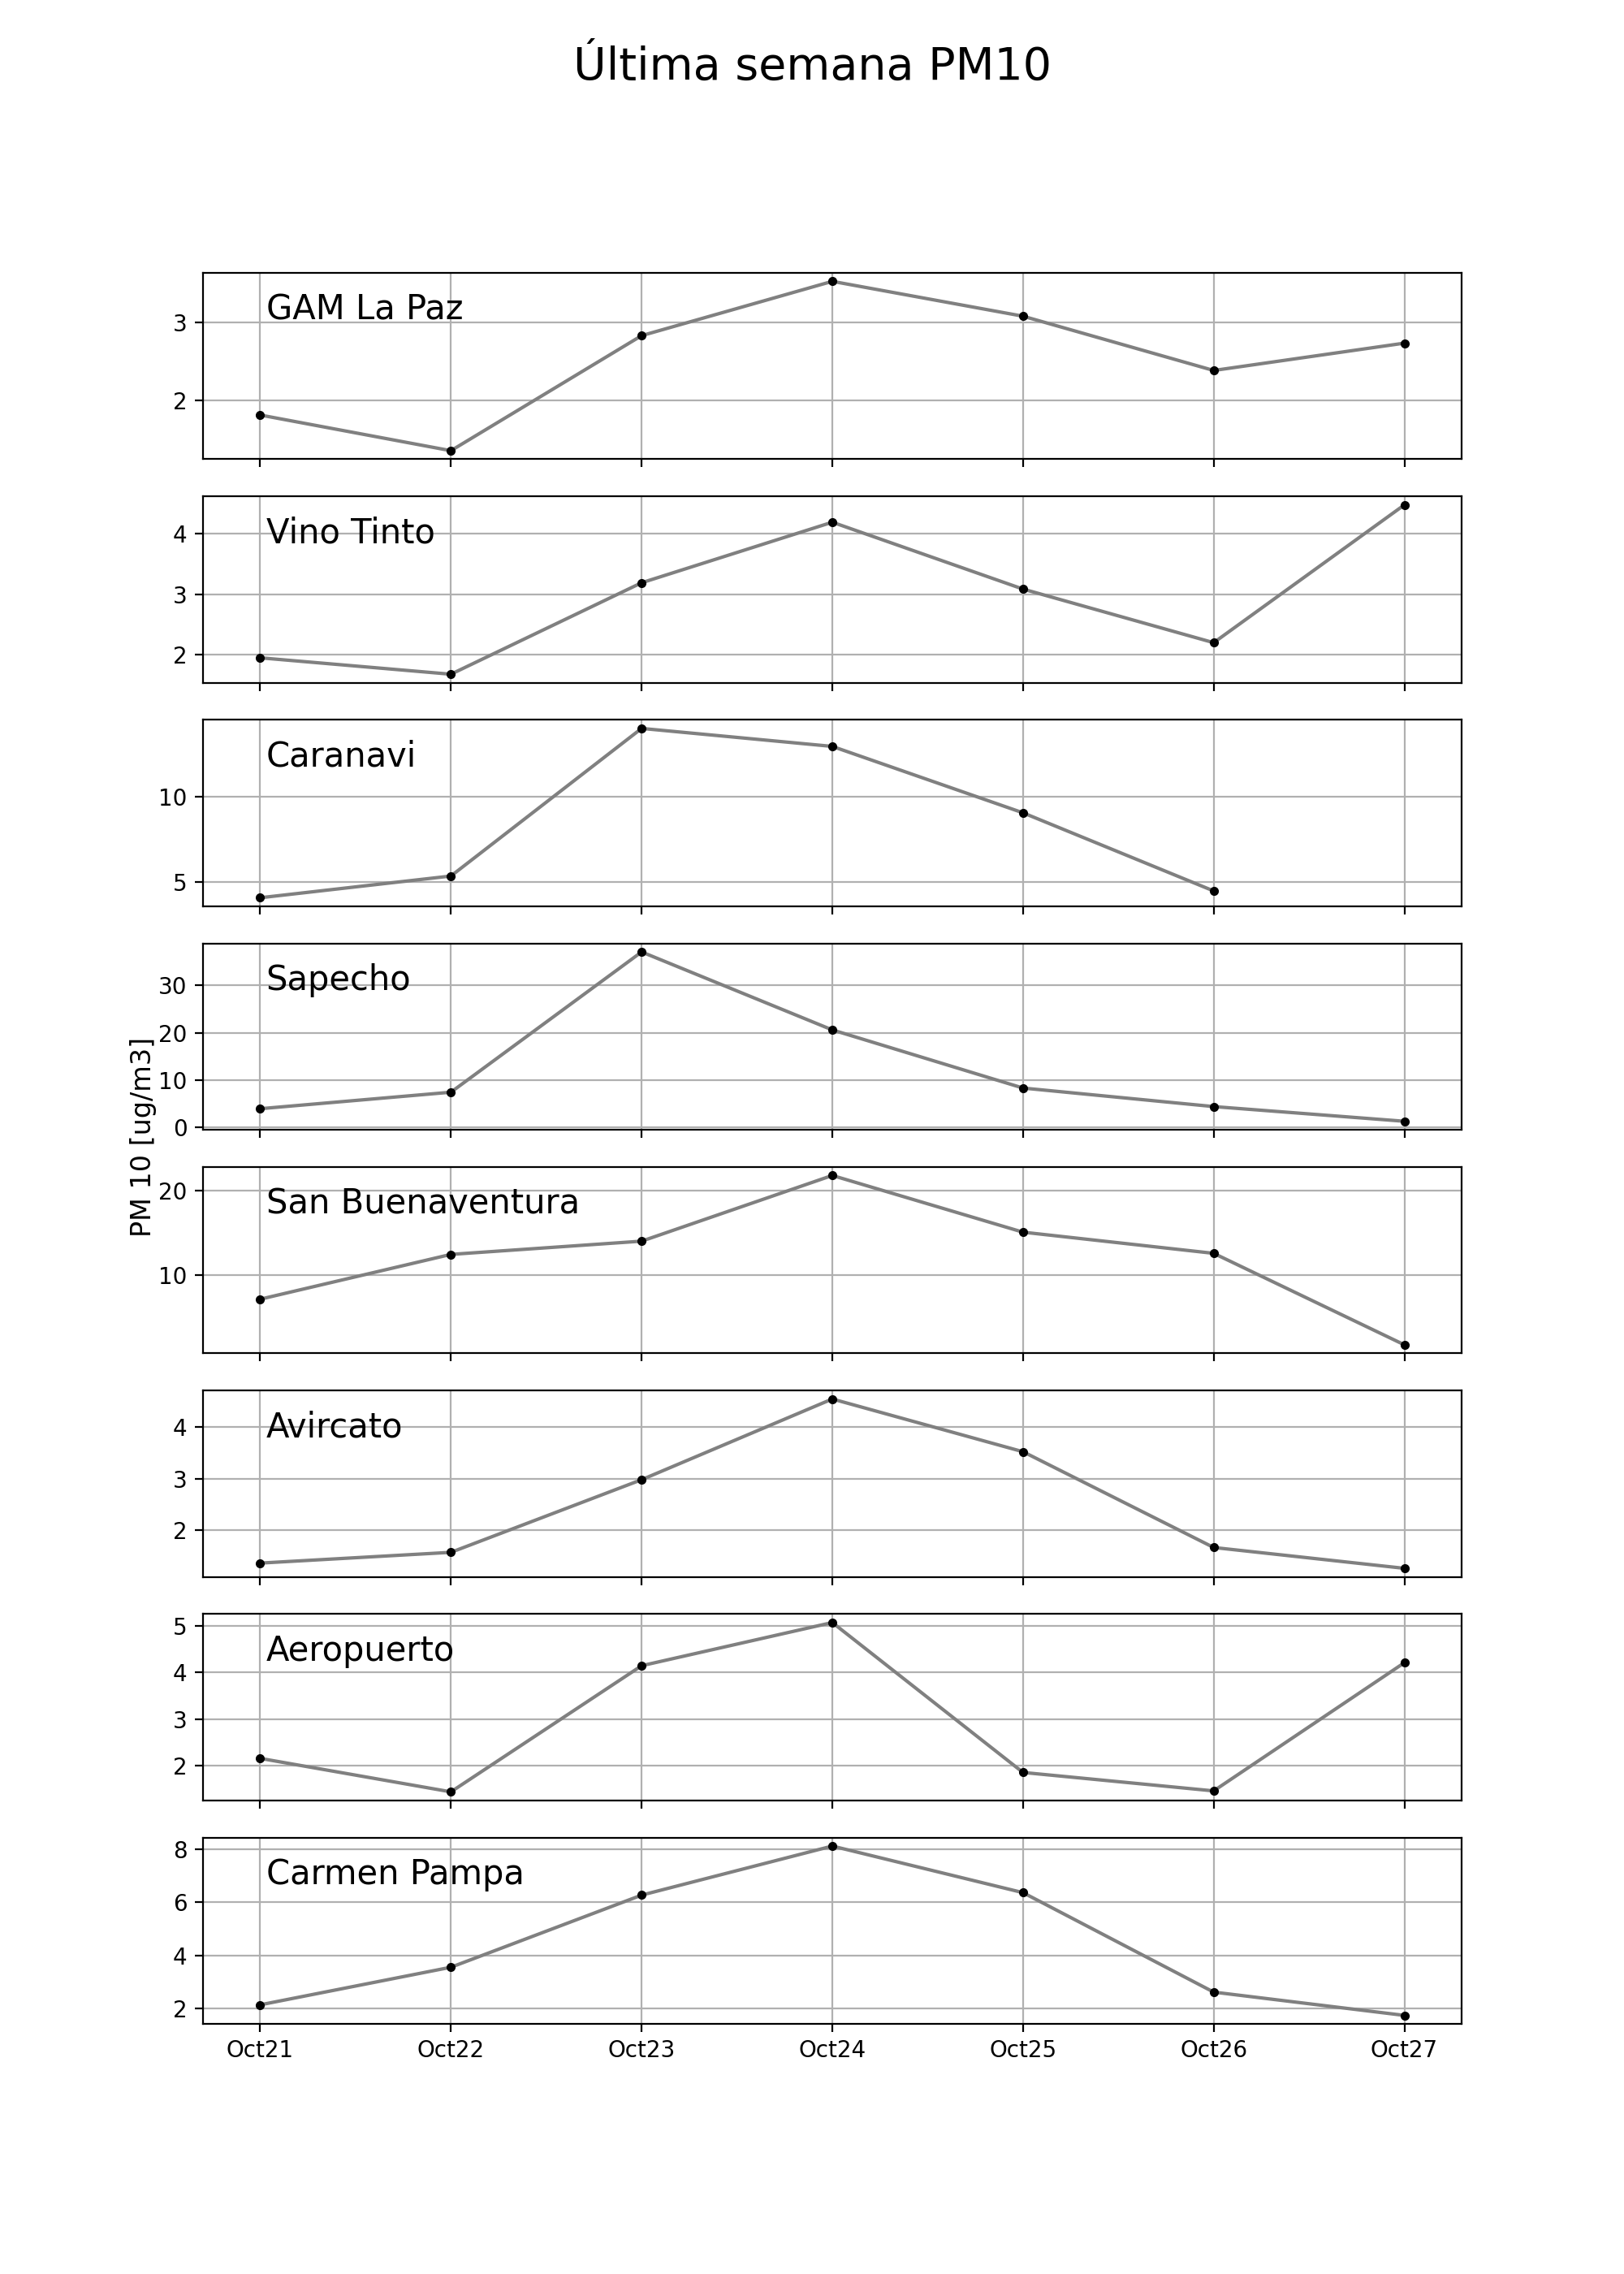 Última semana PM10
GAM La Paz
3
2
Vino Tinto
4
3
2
Caranavi
10
5
Sapecho
30
20
10
0
PM 10 [ug/m3]
San Buenaventura
20
10
Avircato
4
3
2
Aeropuerto
5
4
3
2
Carmen Pampa
8
6
4
2
Oct21 Oct22 Oct23 Oct24 Oct25 Oct26 Oct27